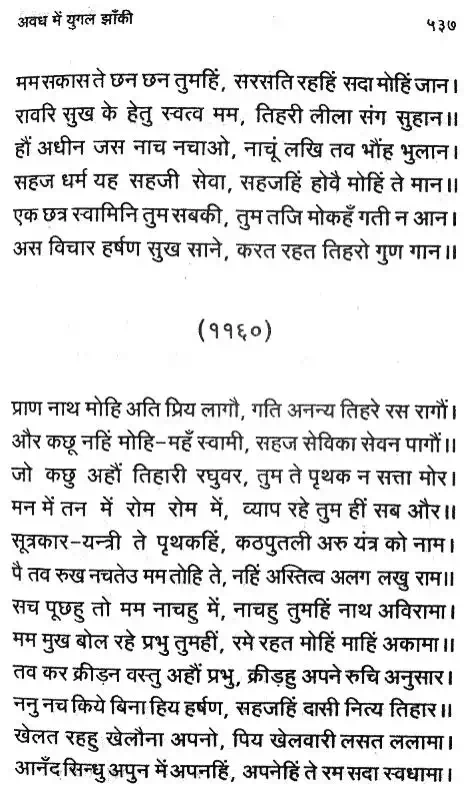 अवध में युगल झाँकी
५३७
मम सकास ते छन छन तुमहिं, सरसति रहहिं सदा मोहिं जान।
रावरि सुख के हेतु स्वत्व मम, तिहरी लीला संग सुहान॥
हौं अधीन जस नाच नचाओ, नाचूं लखि तव भौंह भुलान।
सहज धर्म यह सहजी सेवा, सहजहिं होवै मोहिं ते मान॥
एक छत्र स्वामिनि तुम सबकी, तुम तजि मोकहँ गती न आन।
अस विचार हर्षण सुख साने, करत रहत तिहरो गुण गान॥
(११६०)
प्राण नाथ मोहि अति प्रिय लागौ, गति अनन्य तिहरे रस रागौं।
और कछू नहिं मोहि-महँ स्वामी, सहज सेविका सेवन पागौं॥
जो कछु अहौं तिहारी रघुवर, तुम ते पृथक न सत्ता मोर।
मन में तन में रोम रोम में, व्याप रहे तुम हीं सब और॥
सूत्रकार-यन्त्री ते पृथकहिं, कठपुतली अरु यंत्र को नाम।
पै तव रुख नचतेउ मम तोहि ते, नहिं अस्तित्व अलग लखु राम॥
सच पूछहु तो मम नाचहु में, नाचहु तुमहिं नाथ अविरामा।
मम मुख बोल रहे प्रभु तुमहीं, रमे रहत मोहिं माहिं अकामा॥
तव कर क्रीड़न वस्तु अहौं प्रभु, क्रीड़हु अपने रुचि अनुसार।
ननु नच किये बिना हिय हर्षण, सहजहिं दासी नित्य तिहार॥
खेलत रहहु खेलौना अपनो, पिय खेलवारी लसत ललामा।
आनँद सिन्धु अपुन में अपनहिं, अपनेहिं ते रम सदा स्वधामा।